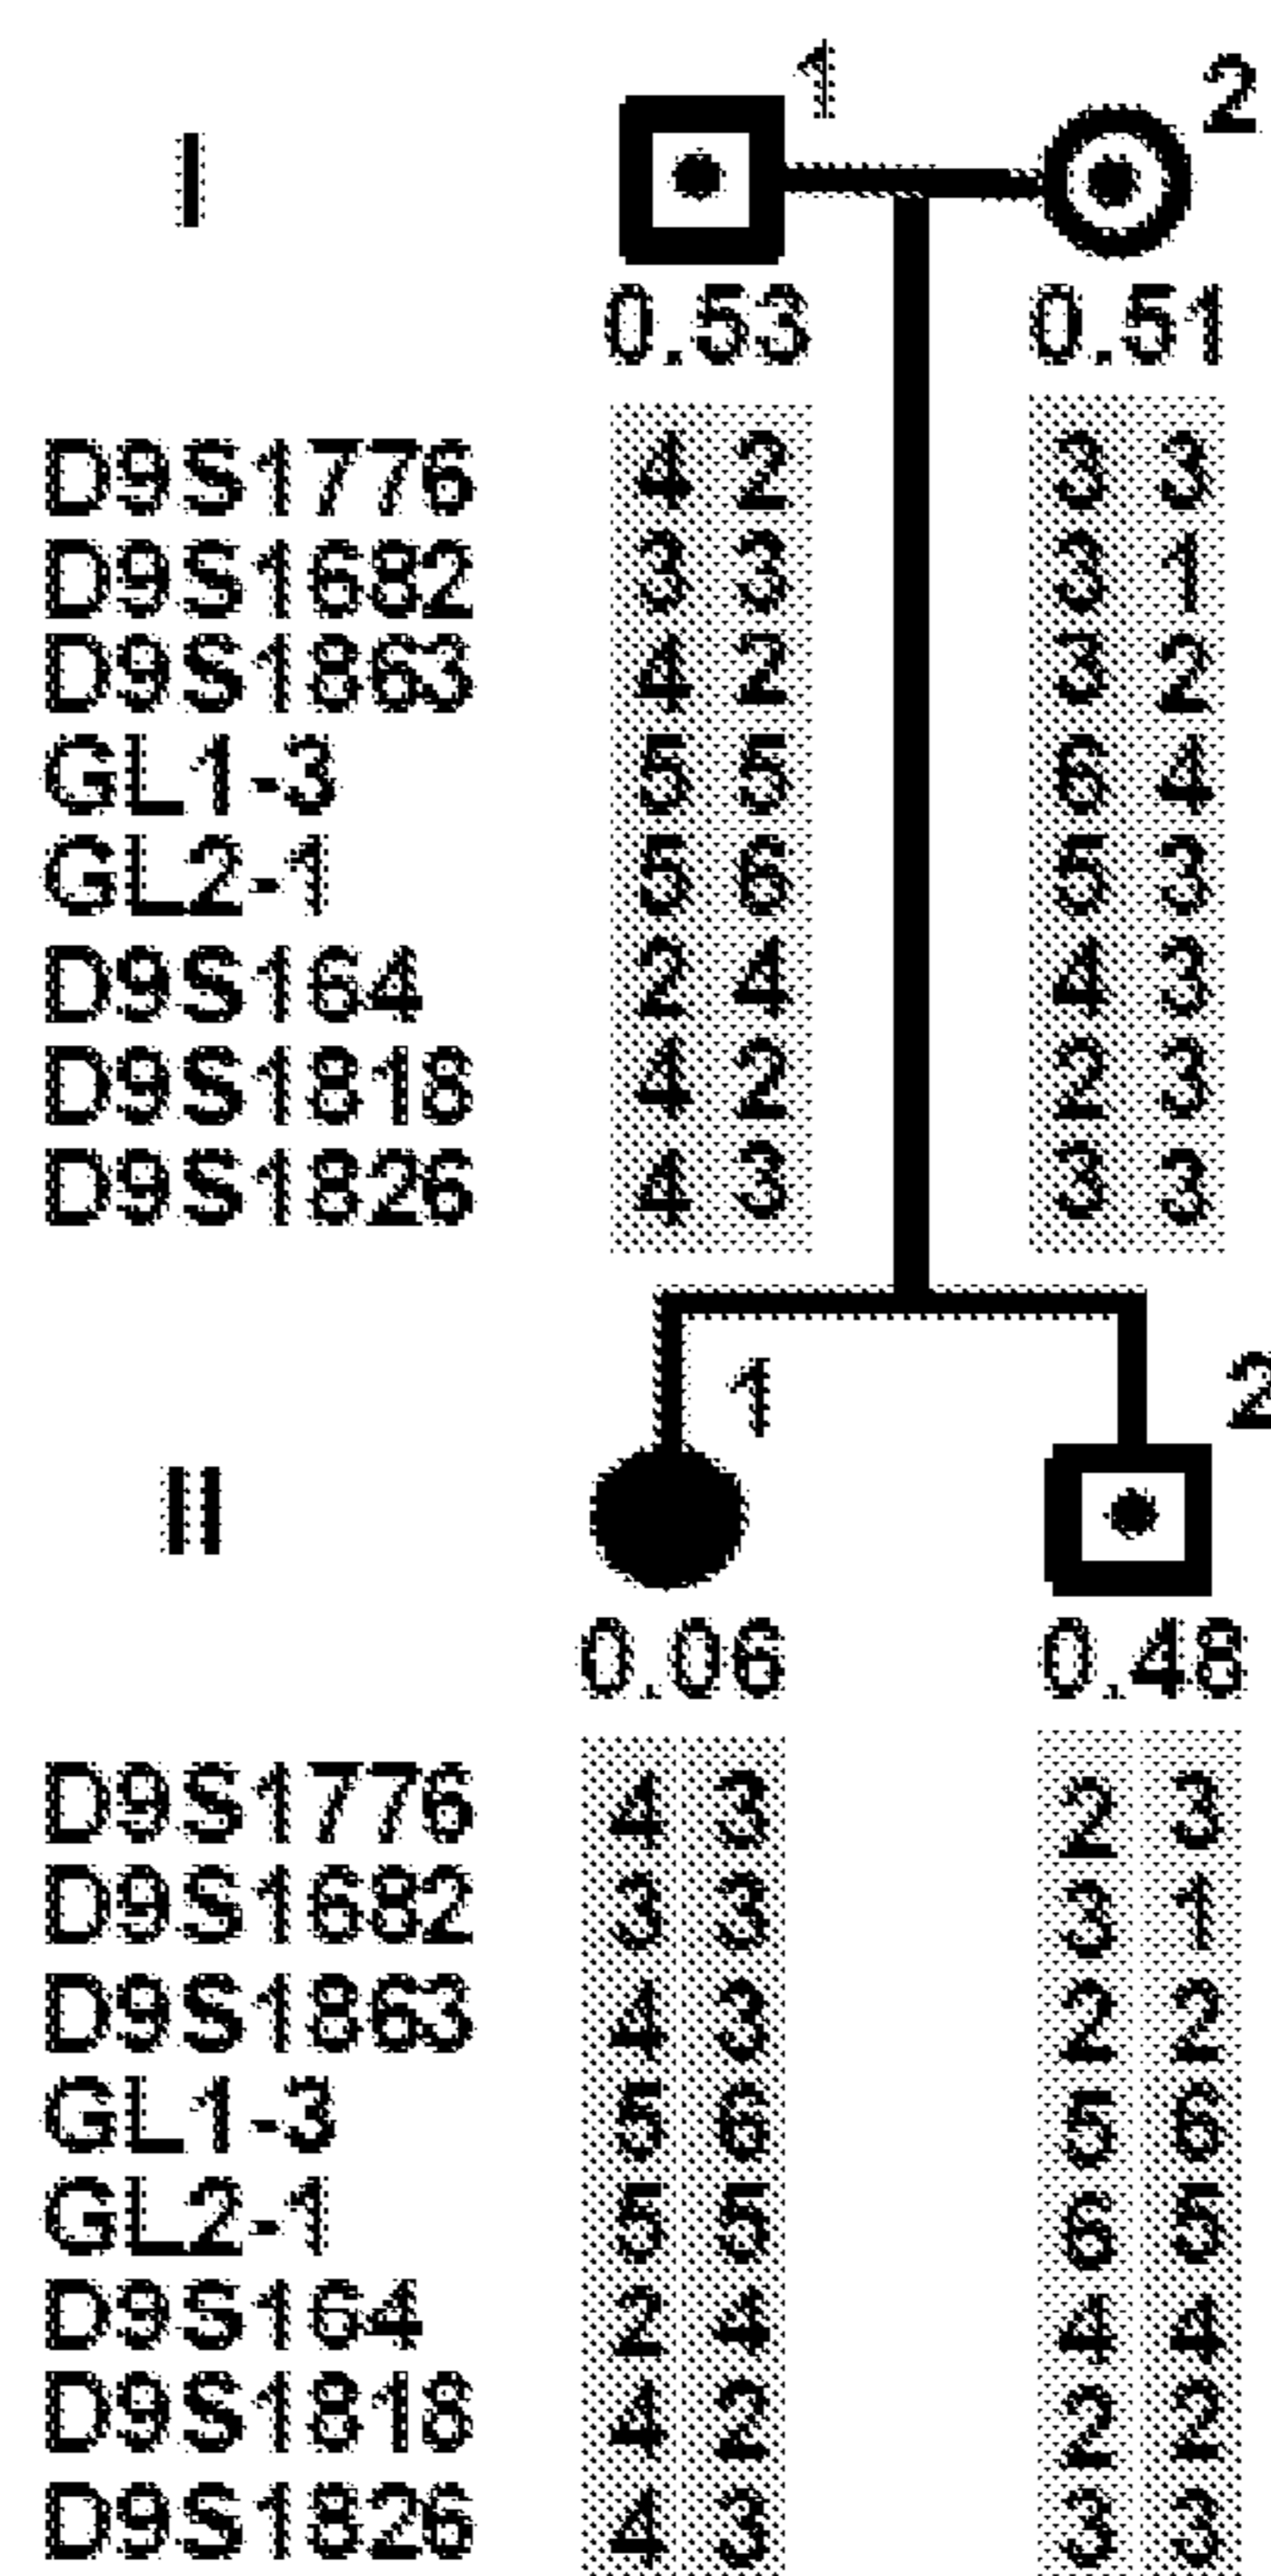 1 2
I
0.53 0.51
D9S1776 4 2 3 3
D9S1682 3 3 3 1
D9S1863 4 2 3 2
GL1-3 5 5 6 4
GL2-1 5 6 5 3
D9S164 2 4 4 3
D9S1818 4 2 2 3
D9S1826 4 3 3 3
1 2
II
0.06 0.48
D9S1776 4 3 2 3
D9S1682 3 3 3 1
D9S1863 4 3 2 2
GL1-3 5 6 5 6
GL2-1 5 5 6 5
D9S164 2 4 4 4
D9S1818 4 2 2 2
D9S1826 4 3 3 3